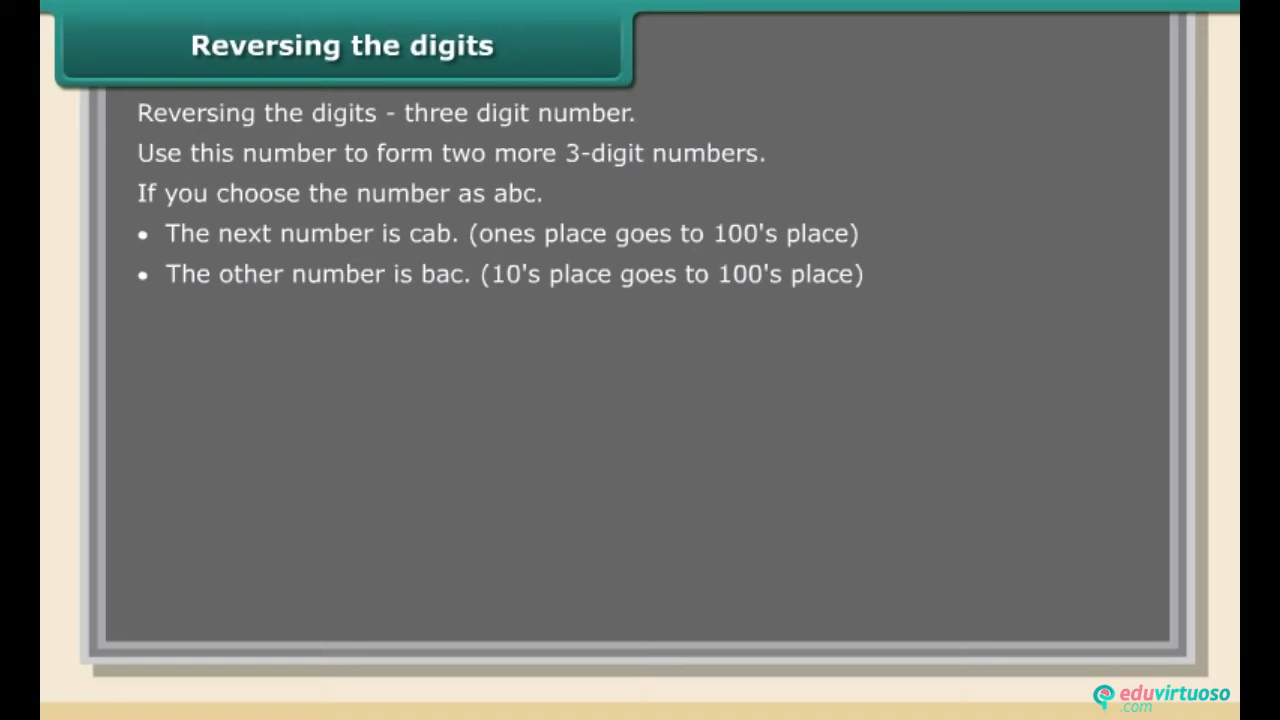 Reversing the digits
Reversing the digits - three digit number.
Use this number to form two more 3-digit numbers.
If you choose the number as abc.
• The next number is cab. (ones place goes to 100's place)
• The other number is bac. (10's place goes to 100's place)
eduvirtuoso
.com